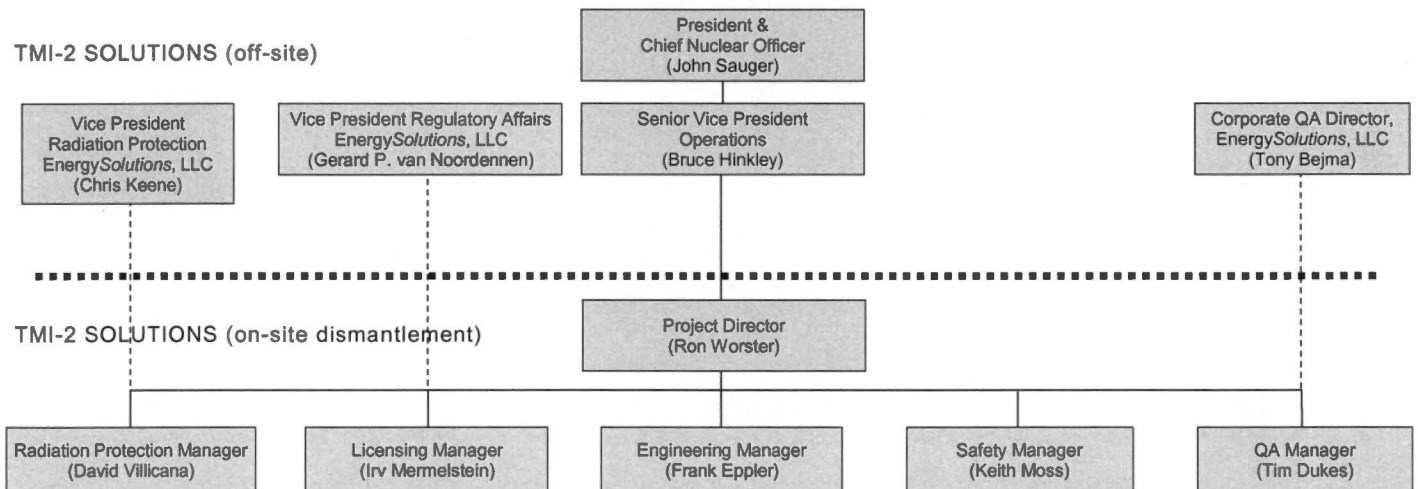 TMI-2 SOLUTIONS (off-site)
President &
Chief Nuclear Officer
(John Sauger)
Vice President
Radiation Protection
EnergySolutions, LLC
(Chris Keene)
Vice President Regulatory Affairs
EnergySolutions, LLC
(Gerard P. van Noordennen)
Senior Vice President
Operations
(Bruce Hinkley)
Corporate QA Director,
EnergySolutions, LLC
(Tony Bejma)
TMI-2 SOLUTIONS (on-site dismantlement)
Project Director
(Ron Worster)
Radiation Protection Manager
(David Villicana)
Licensing Manager
(Irv Mermelstein)
Engineering Manager
(Frank Eppler)
Safety Manager
(Keith Moss)
QA Manager
(Tim Dukes)